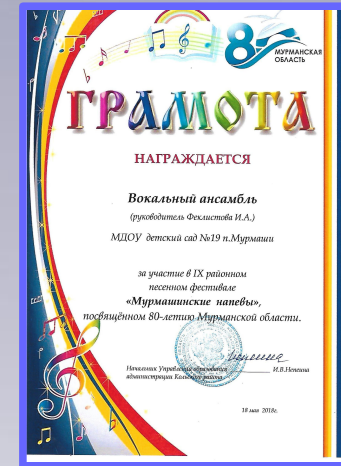 80
МУРМАНСКАЯ
ОБЛАСТЬ
ГРАМОТА
НАГРАЖДАЕТСЯ
Вокальный ансамбль
(руководитель Феклистова И.А.)
МДОУ детский сад №19 п.Мурмаши
за участие в IX районном
песенном фестивале
«Мурмашинские напевы»,
посвящённом 80-летию Мурманской области.
Начальник Управления образования
администрации Кольского района
И.В.Непеина
18 мая 2018г.